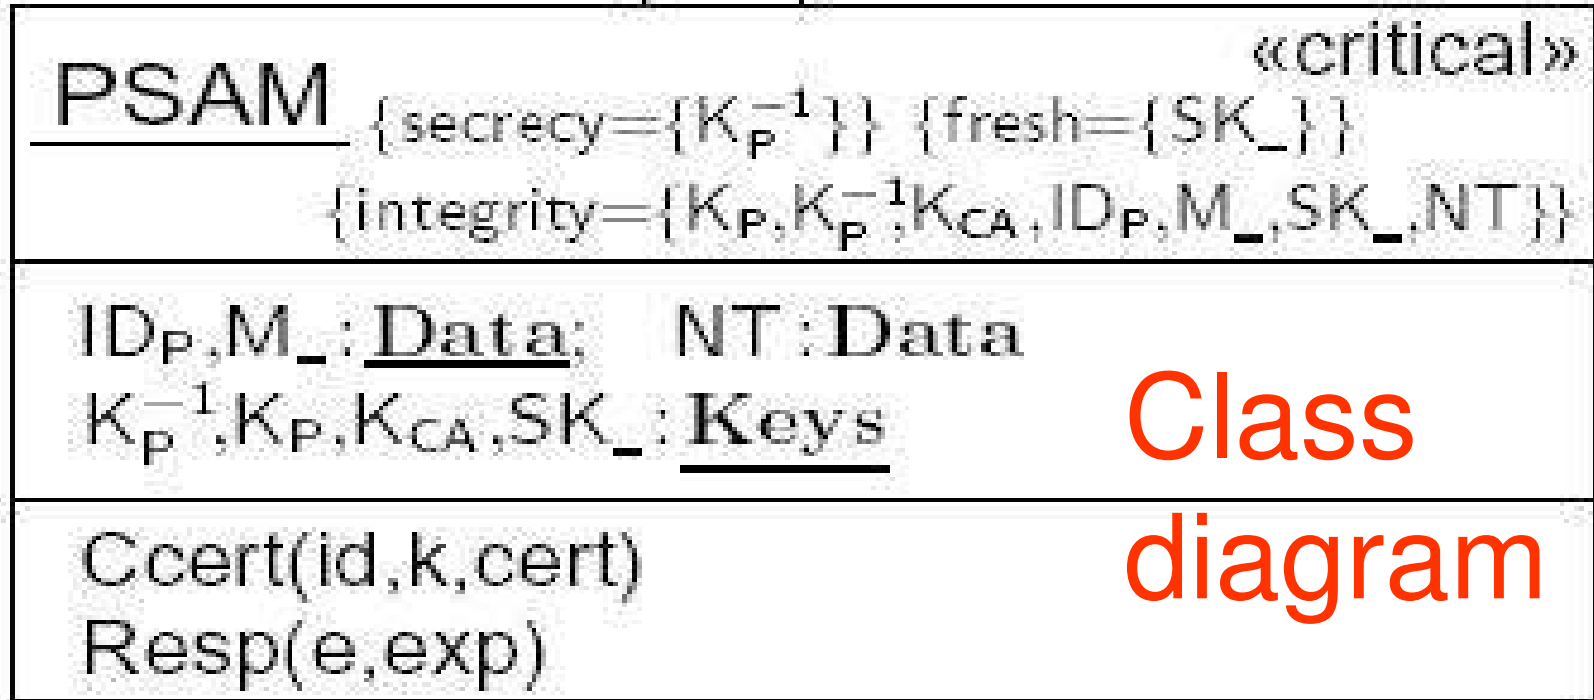 «critical»
PSAM {secrecy={K_P^{-1}}} {fresh={SK_}}
{integrity={K_P,K_P^{-1},K_CA,ID_P,M_,SK_,NT}}
ID_P,M_:Data; NT:Data
K_P^{-1},K_P,K_CA,SK_:Keys
Class
diagram
Ccert(id,k,cert)
Resp(e,exp)